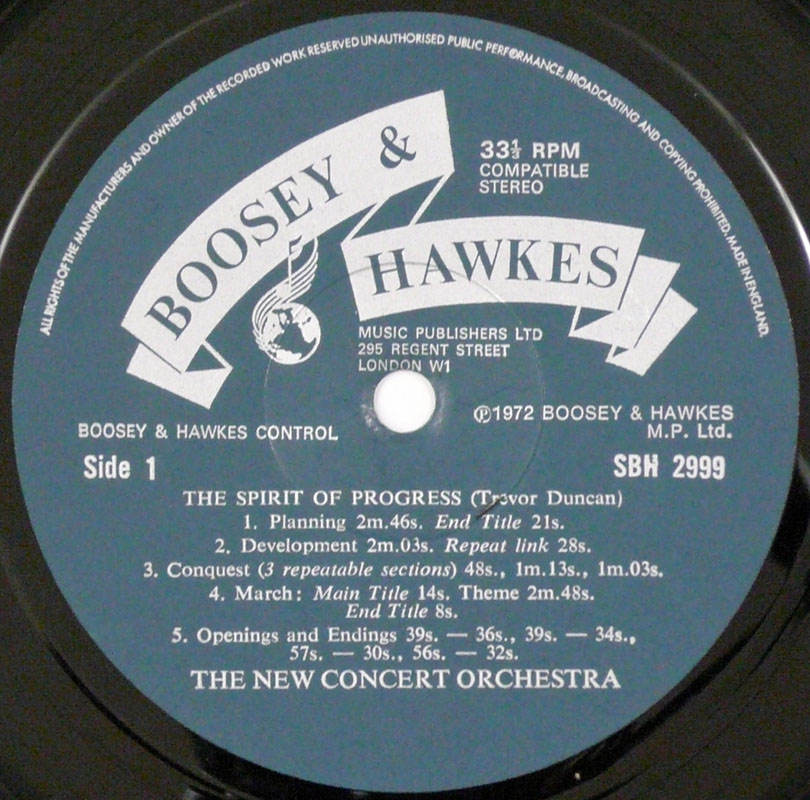 ALL RIGHTS OF THE MANUFACTURERS AND OWNER OF THE RECORDED WORK RESERVED UNAUTHORISED PUBLIC PERFORMANCE, BROADCASTING AND COPYING PROHIBITED. MADE IN ENGLAND.
BOOSEY &
HAWKES
33⅓ RPM
COMPATIBLE
STEREO
MUSIC PUBLISHERS LTD
295 REGENT STREET
LONDON W1
BOOSEY & HAWKES CONTROL
℗1972 BOOSEY & HAWKES
M.P. Ltd.
Side 1
SBH 2999
THE SPIRIT OF PROGRESS (Trevor Duncan)
1. Planning 2m.46s. End Title 21s.
2. Development 2m.03s. Repeat link 28s.
3. Conquest (3 repeatable sections) 48s., 1m.13s., 1m.03s.
4. March: Main Title 14s. Theme 2m.48s.
End Title 8s.
5. Openings and Endings 39s. — 36s., 39s. — 34s.,
57s. — 30s., 56s. — 32s.
THE NEW CONCERT ORCHESTRA